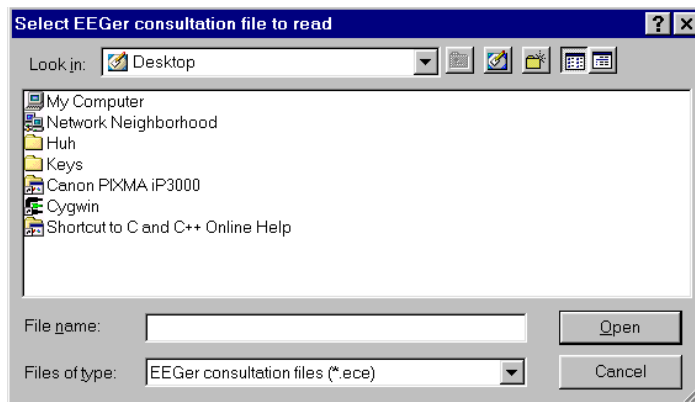 Select EEGer consultation file to read
Look in: Desktop
My Computer
Network Neighborhood
Huh
Keys
Canon PIXMA iP3000
Cygwin
Shortcut to C and C++ Online Help
File name: Open
Files of type: EEGer consultation files (*.ece) Cancel